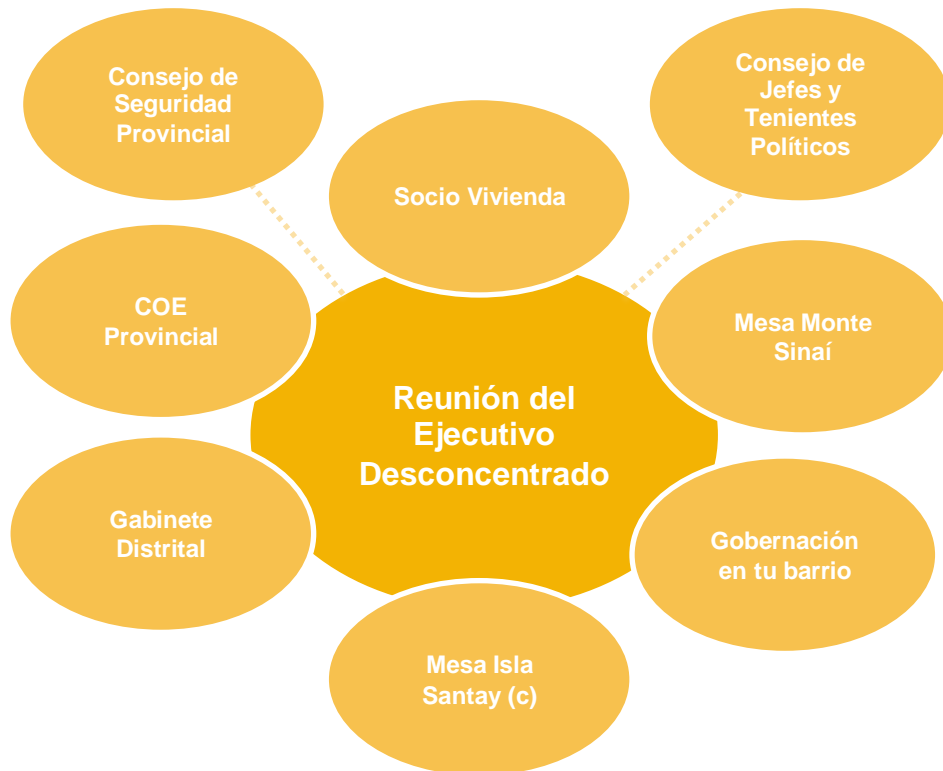 Consejo de
Seguridad
Provincial
Consejo de
Jefes y
Tenientes
Políticos
Socio Vivienda
COE
Provincial
Mesa Monte
Sinaí
Reunión del
Ejecutivo
Desconcentrado
Gabinete
Distrital
Gobernación
en tu barrio
Mesa Isla
Santay (c)